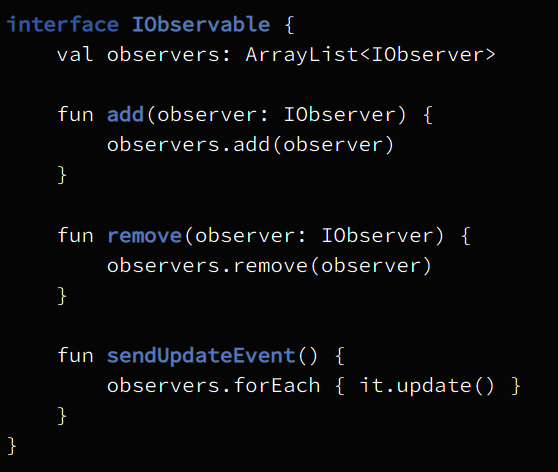 interface IObservable {
    val observers: ArrayList<IObserver>

    fun add(observer: IObserver) {
        observers.add(observer)
    }

    fun remove(observer: IObserver) {
        observers.remove(observer)
    }

    fun sendUpdateEvent() {
        observers.forEach { it.update() }
    }
}